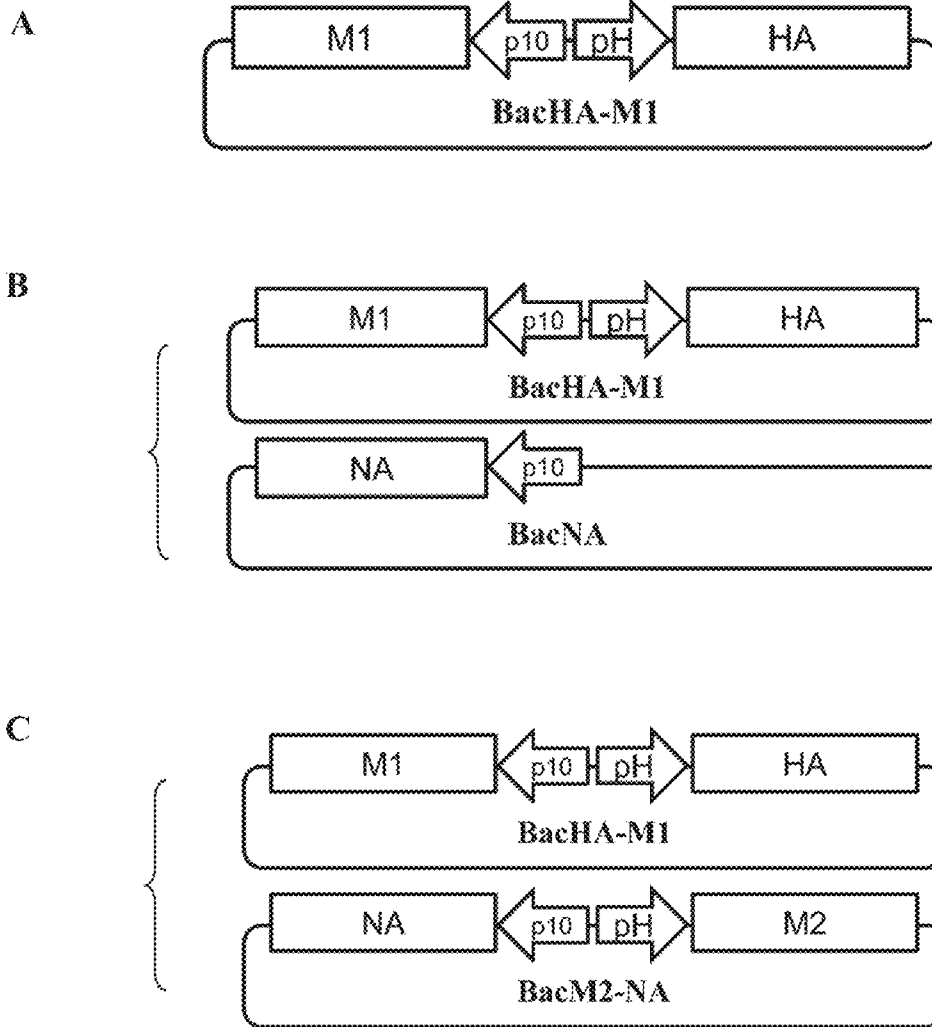 A
M1 p10 pH HA
BacHA-M1
B
M1 p10 pH HA
BacHA-M1
NA p10
BacNA
C
M1 p10 pH HA
BacHA-M1
NA p10 pH M2
BacM2-NA